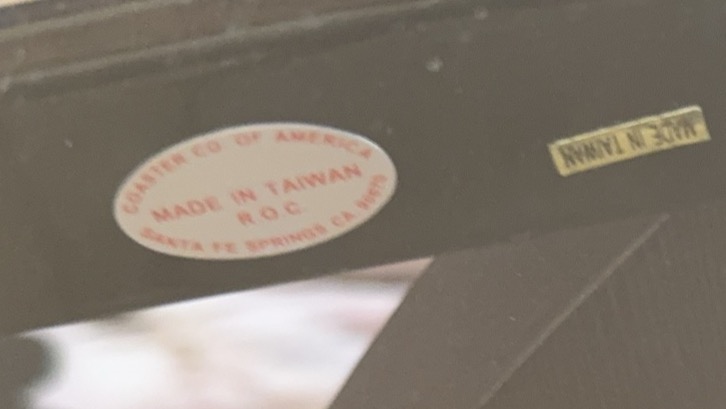 COASTER CO. OF AMERICA
MADE IN TAIWAN
R.O.C.
SANTA FE SPRINGS CA 90670
MADE IN TAIWAN